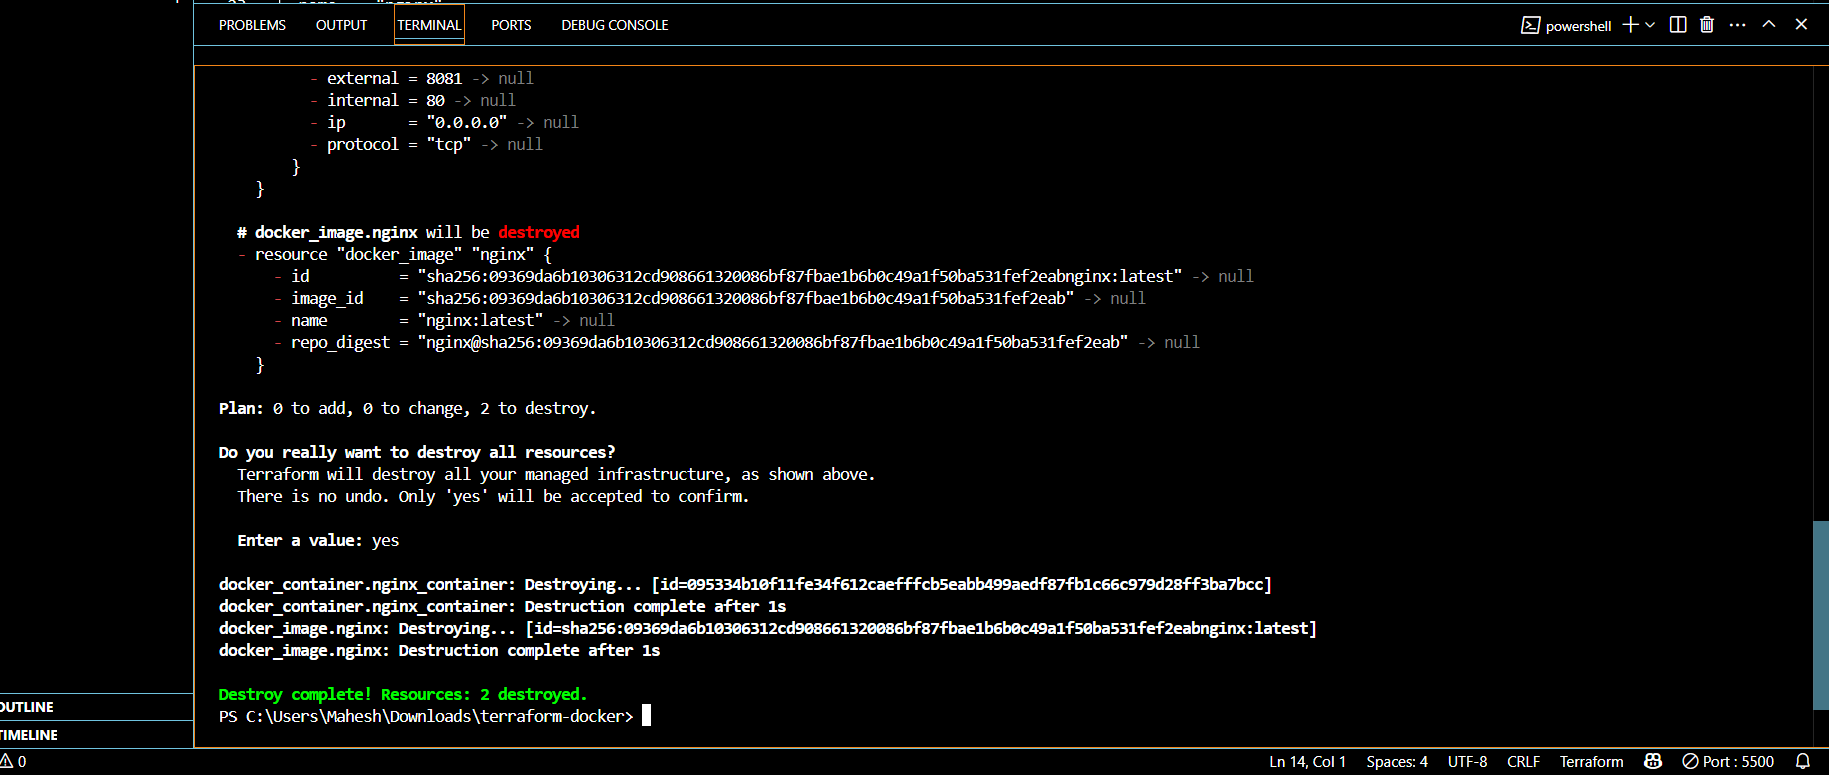 PROBLEMS OUTPUT TERMINAL PORTS DEBUG CONSOLE powershell
- external = 8081 -> null
- internal = 80 -> null
- ip = "0.0.0.0" -> null
- protocol = "tcp" -> null
}
}
# docker_image.nginx will be destroyed
- resource "docker_image" "nginx" {
- id = "sha256:09369da6b10306312cd908661320086bf87fbae1b6b0c49a1f50ba531fef2eabnginx:latest" -> null
- image_id = "sha256:09369da6b10306312cd908661320086bf87fbae1b6b0c49a1f50ba531fef2eab" -> null
- name = "nginx:latest" -> null
- repo_digest = "nginx@sha256:09369da6b10306312cd908661320086bf87fbae1b6b0c49a1f50ba531fef2eab" -> null
}
Plan: 0 to add, 0 to change, 2 to destroy.
Do you really want to destroy all resources?
Terraform will destroy all your managed infrastructure, as shown above.
There is no undo. Only 'yes' will be accepted to confirm.
Enter a value: yes
docker_container.nginx_container: Destroying... [id=095334b10f11fe34f612caefffcb5eabb499aedf87fb1c66c979d28ff3ba7bcc]
docker_container.nginx_container: Destruction complete after 1s
docker_image.nginx: Destroying... [id=sha256:09369da6b10306312cd908661320086bf87fbae1b6b0c49a1f50ba531fef2eabnginx:latest]
docker_image.nginx: Destruction complete after 1s
Destroy complete! Resources: 2 destroyed.
PS C:\Users\Mahesh\Downloads\terraform-docker>
OUTLINE
TIMELINE
0 Ln 14, Col 1 Spaces: 4 UTF-8 CRLF Terraform Port : 5500